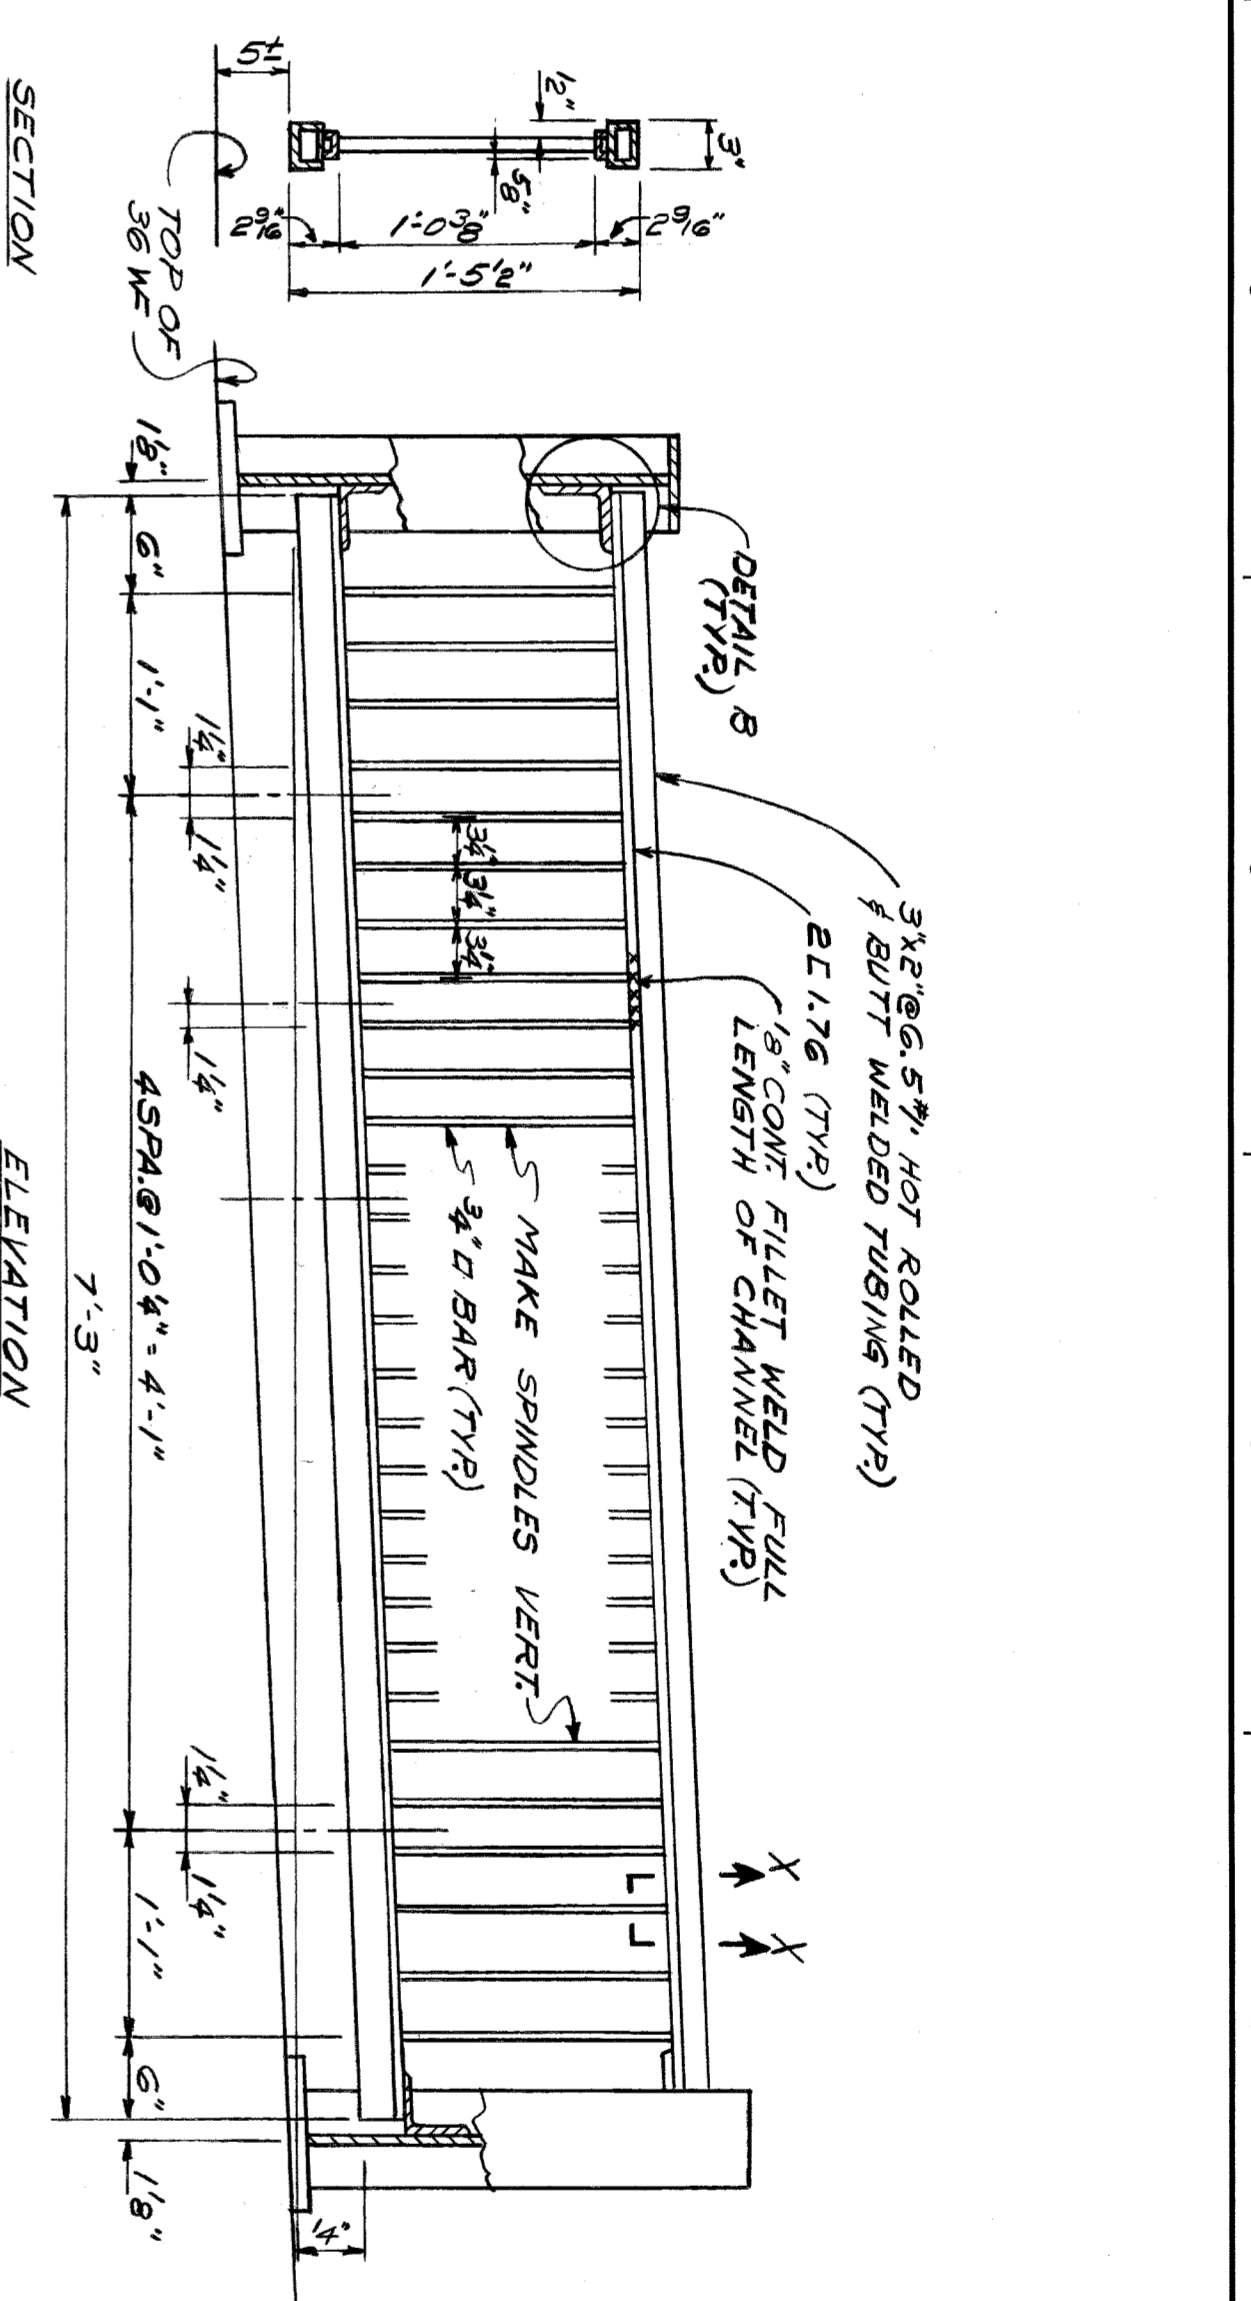 3"x2"@6.5#/' HOT ROLLED
& BUTT WELDED TUBING (TYP.)
2[ 1.76 (TYP.)
1/8" CONT. FILLET WELD FULL
LENGTH OF CHANNEL (TYP.)
DETAIL B
(TYP.)
X
X
3"
1/2"
5/8"
2 9/16"
1'-0 3/8"
2 9/16"
1'-5 1/2"
5±
TOP OF
36 WF
3 1/4"
3 1/4"
3 1/4"
MAKE SPINDLES VERT.
3/4" □ BAR (TYP.)
1 1/4"
1 1/4"
1 1/4"
1 1/4"
1 1/4"
1/4"
1 1/8"
6"
1'-1"
4 SPA. @ 1'-0 1/4" = 4'-1"
1'-1"
6"
1 1/8"
7'-3"
SECTION
ELEVATION